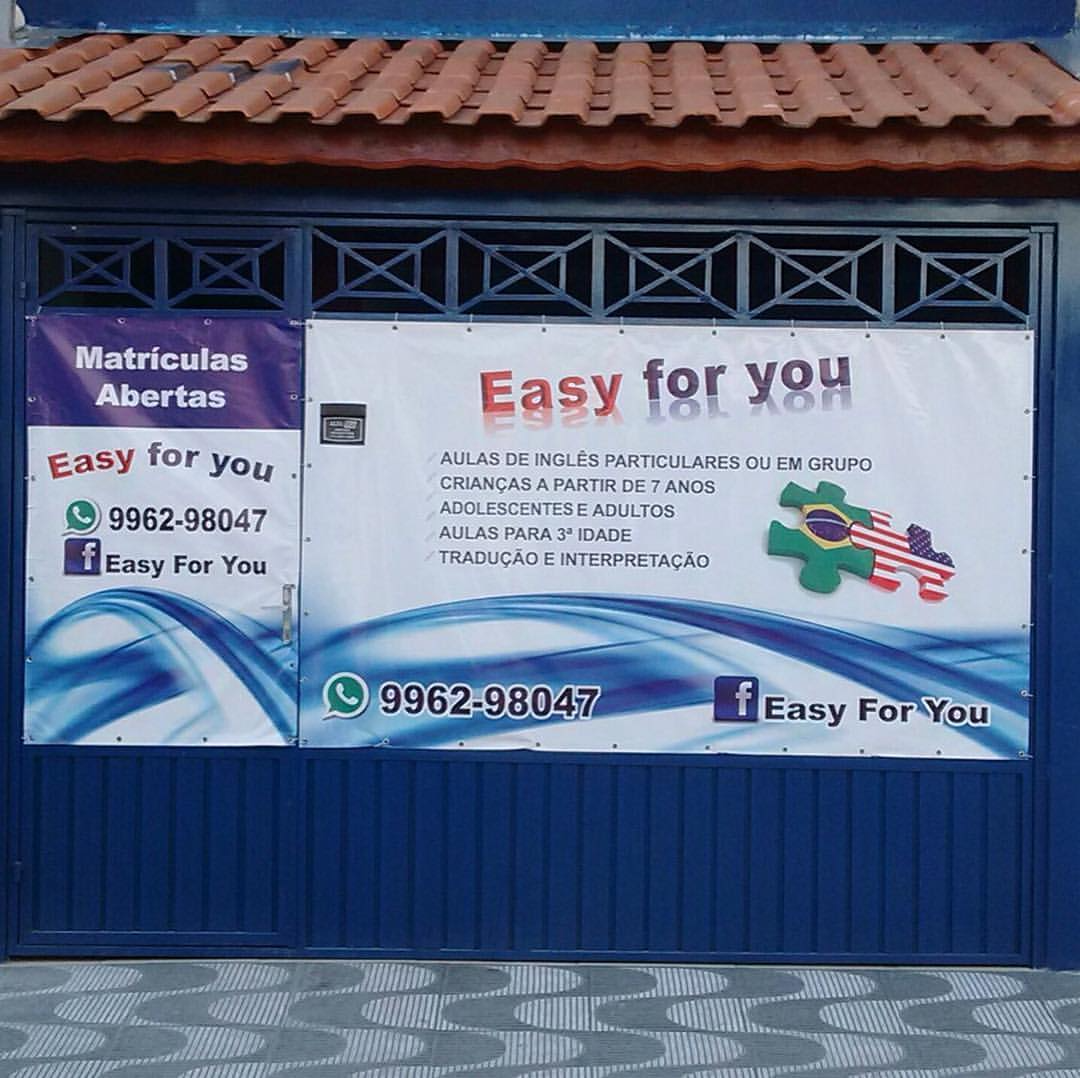 Matrículas
Abertas
Easy for you
9962-98047
Easy For You
Easy for you
AULAS DE INGLÊS PARTICULARES OU EM GRUPO
CRIANÇAS A PARTIR DE 7 ANOS
ADOLESCENTES E ADULTOS
AULAS PARA 3ª IDADE
TRADUÇÃO E INTERPRETAÇÃO
9962-98047
Easy For You